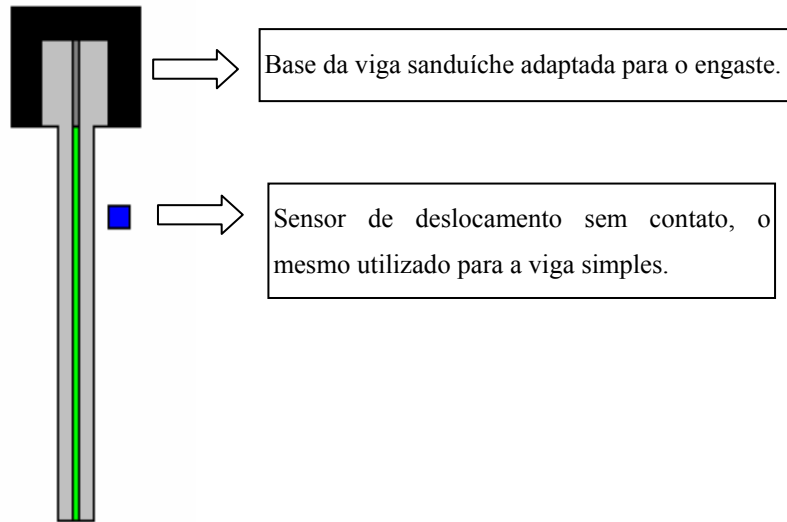 Base da viga sanduíche adaptada para o engaste.
Sensor de deslocamento sem contato, o
mesmo utilizado para a viga simples.